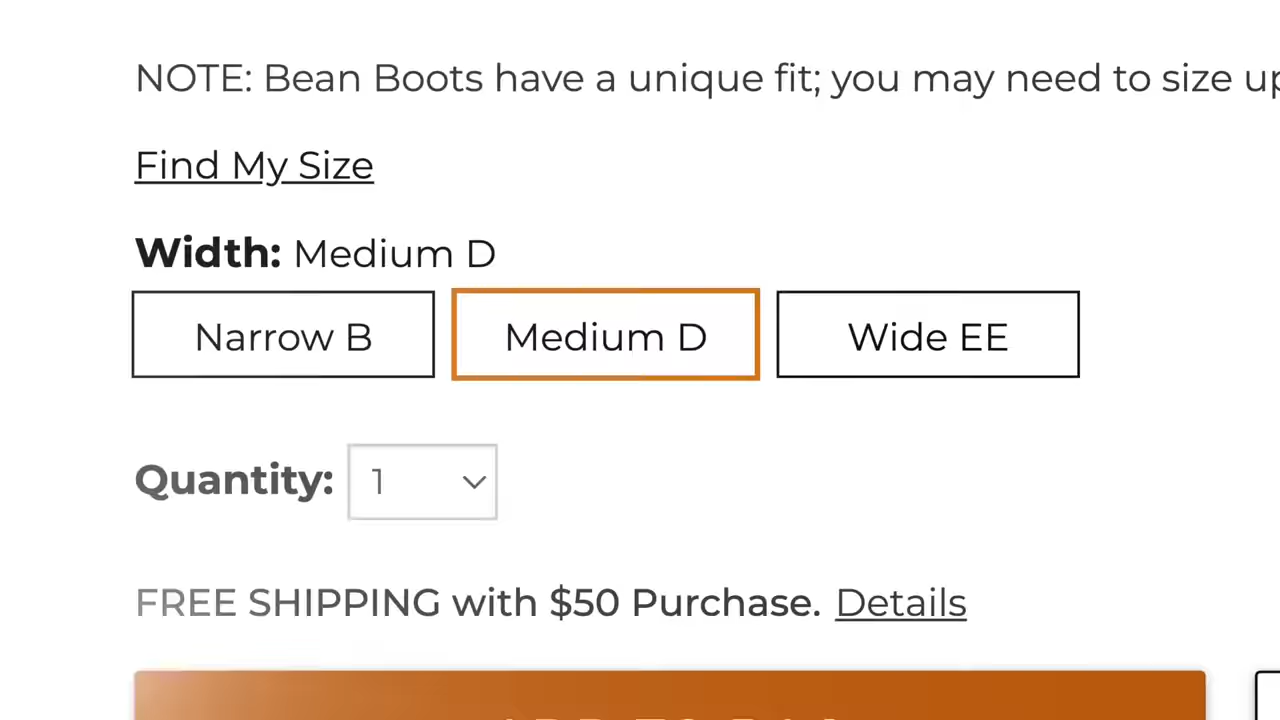 NOTE: Bean Boots have a unique fit; you may need to size up
Find My Size
Width: Medium D
Narrow B Medium D Wide EE
Quantity: 1
FREE SHIPPING with $50 Purchase. Details